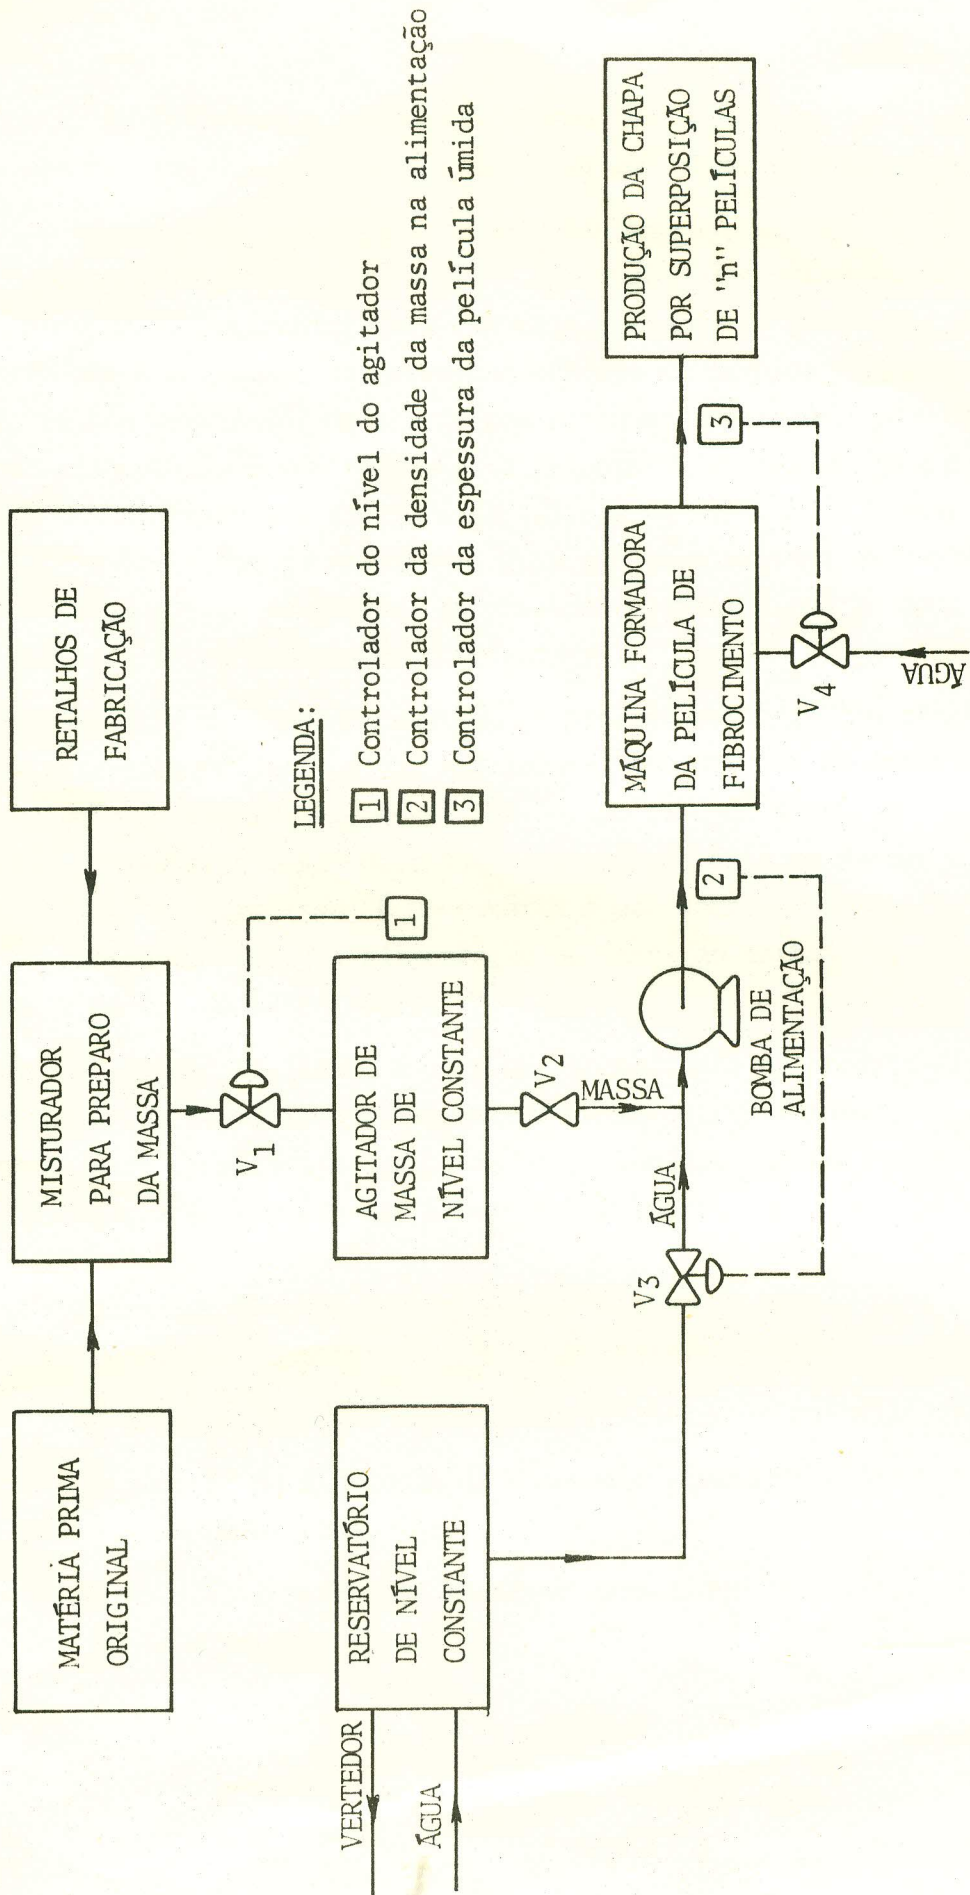 MATÉRIA PRIMA
ORIGINAL
MISTURADOR
PARA PREPARO
DA MASSA
RETALHOS DE
FABRICAÇÃO
V1
LEGENDA:
1 Controlador do nível do agitador
2 Controlador da densidade da massa na alimentação
3 Controlador da espessura da película úmida
VERTEDOR
ÁGUA
RESERVATÓRIO
DE NÍVEL
CONSTANTE
AGITADOR DE
MASSA DE
NÍVEL CONSTANTE
1
V2
MASSA
V3
ÁGUA
BOMBA DE
ALIMENTAÇÃO
2
MÁQUINA FORMADORA
DA PELÍCULA DE
FIBROCIMENTO
3
V4
ÁGUA
PRODUÇÃO DA CHAPA
POR SUPERPOSIÇÃO
DE "n" PELÍCULAS